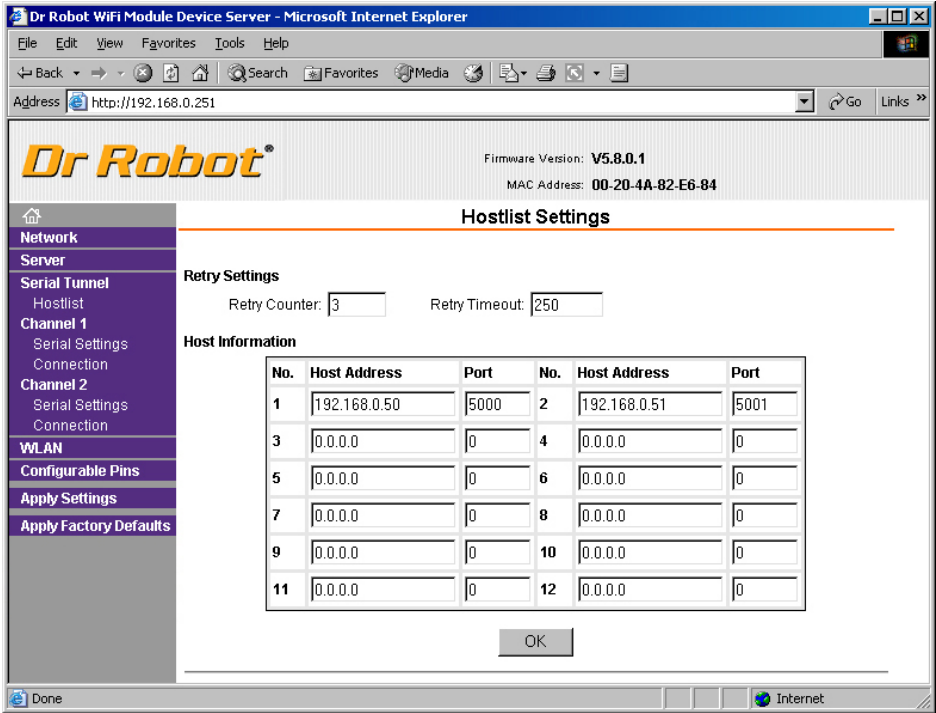 Dr Robot WiFi Module Device Server - Microsoft Internet Explorer
File Edit View Favorites Tools Help
Back Search Favorites Media
Address http://192.168.0.251 Go Links »
Dr Robot®
Firmware Version: V5.8.0.1
MAC Address: 00-20-4A-82-E6-84
Network
Server
Serial Tunnel
Hostlist
Channel 1
Serial Settings
Connection
Channel 2
Serial Settings
Connection
WLAN
Configurable Pins
Apply Settings
Apply Factory Defaults
Hostlist Settings
Retry Settings
Retry Counter: 3 Retry Timeout: 250
Host Information
No. Host Address Port No. Host Address Port
1 192.168.0.50 5000 2 192.168.0.51 5001
3 0.0.0.0 0 4 0.0.0.0 0
5 0.0.0.0 0 6 0.0.0.0 0
7 0.0.0.0 0 8 0.0.0.0 0
9 0.0.0.0 0 10 0.0.0.0 0
11 0.0.0.0 0 12 0.0.0.0 0
OK
Done Internet